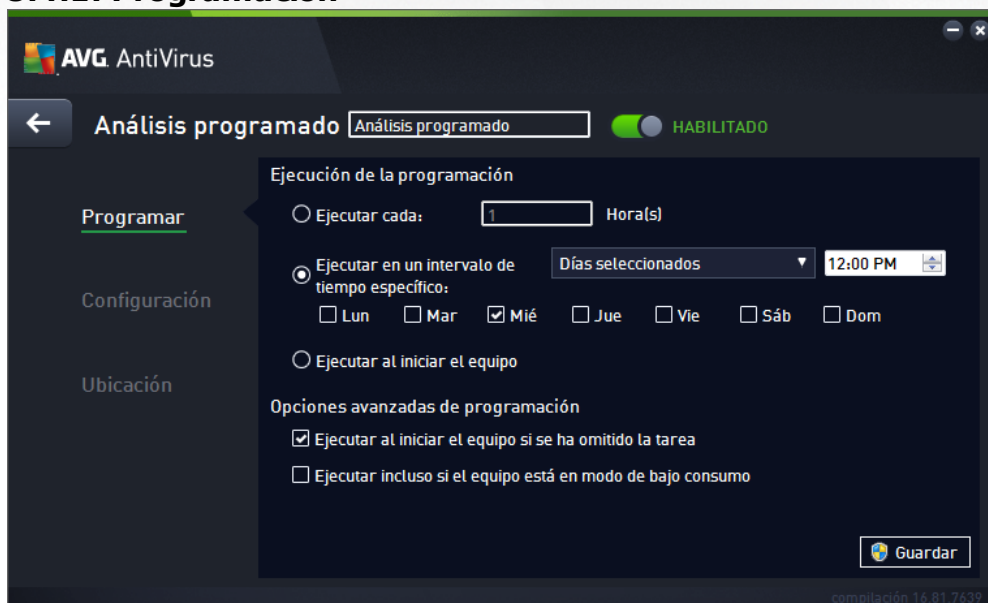 Programación
AVG. AntiVirus
Análisis programado Análisis programado HABILITADO
Programar
Configuración
Ubicación
Ejecución de la programación
Ejecutar cada: 1 Hora(s)
Ejecutar en un intervalo de
tiempo específico:
Días seleccionados 12:00 PM
Lun Mar Mié Jue Vie Sáb Dom
Ejecutar al iniciar el equipo
Opciones avanzadas de programación
Ejecutar al iniciar el equipo si se ha omitido la tarea
Ejecutar incluso si el equipo está en modo de bajo consumo
Guardar
compilación 16.81.7639